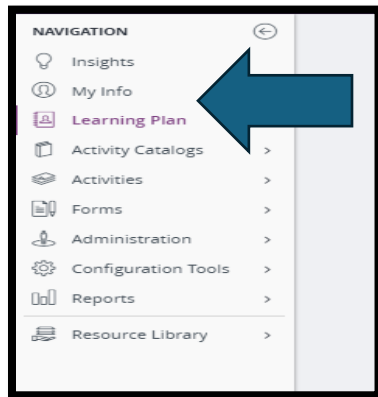 NAVIGATION
Insights
My Info
Learning Plan
Activity Catalogs
Activities
Forms
Administration
Configuration Tools
Reports
Resource Library